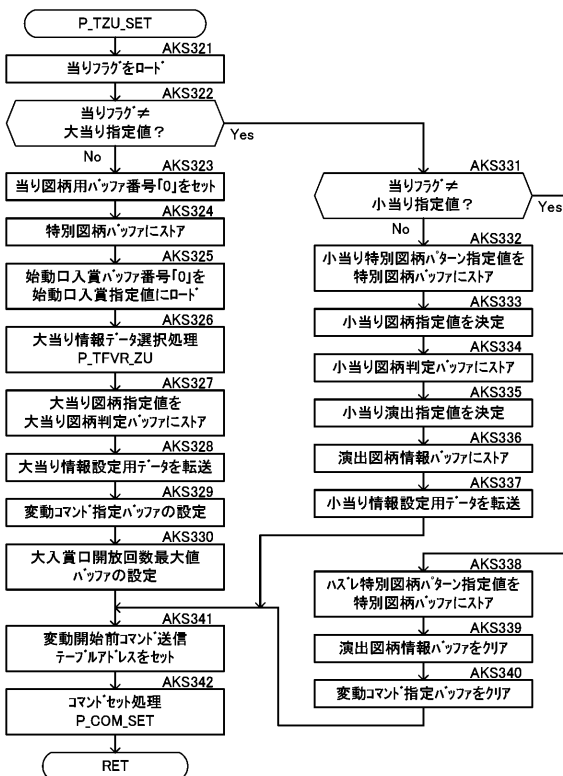 P_TZU_SET
AKS321
当りフラグをロード
AKS322
当りフラグ≠
大当り指定値?
Yes
No
AKS323
当り図柄用バッファ番号「0」をセット
AKS324
特別図柄バッファにストア
AKS325
始動口入賞バッファ番号「0」を
始動口入賞指定値にロード
AKS326
大当り情報データ選択処理
P_TFVR_ZU
AKS327
大当り図柄指定値を
大当り図柄判定バッファにストア
AKS328
大当り情報設定用データを転送
AKS329
変動コマンド指定バッファの設定
AKS330
大入賞口開放回数最大値
バッファの設定
AKS331
当りフラグ≠
小当り指定値?
Yes
No
AKS332
小当り特別図柄パターン指定値を
特別図柄バッファにストア
AKS333
小当り図柄指定値を決定
AKS334
小当り図柄判定バッファにストア
AKS335
小当り演出指定値を決定
AKS336
演出図柄情報バッファにストア
AKS337
小当り情報設定用データを転送
AKS338
ハズレ特別図柄パターン指定値を
特別図柄バッファにストア
AKS339
演出図柄情報バッファをクリア
AKS340
変動コマンド指定バッファをクリア
AKS341
変動開始前コマンド送信
テーブルアドレスをセット
AKS342
コマンドセット処理
P_COM_SET
RET